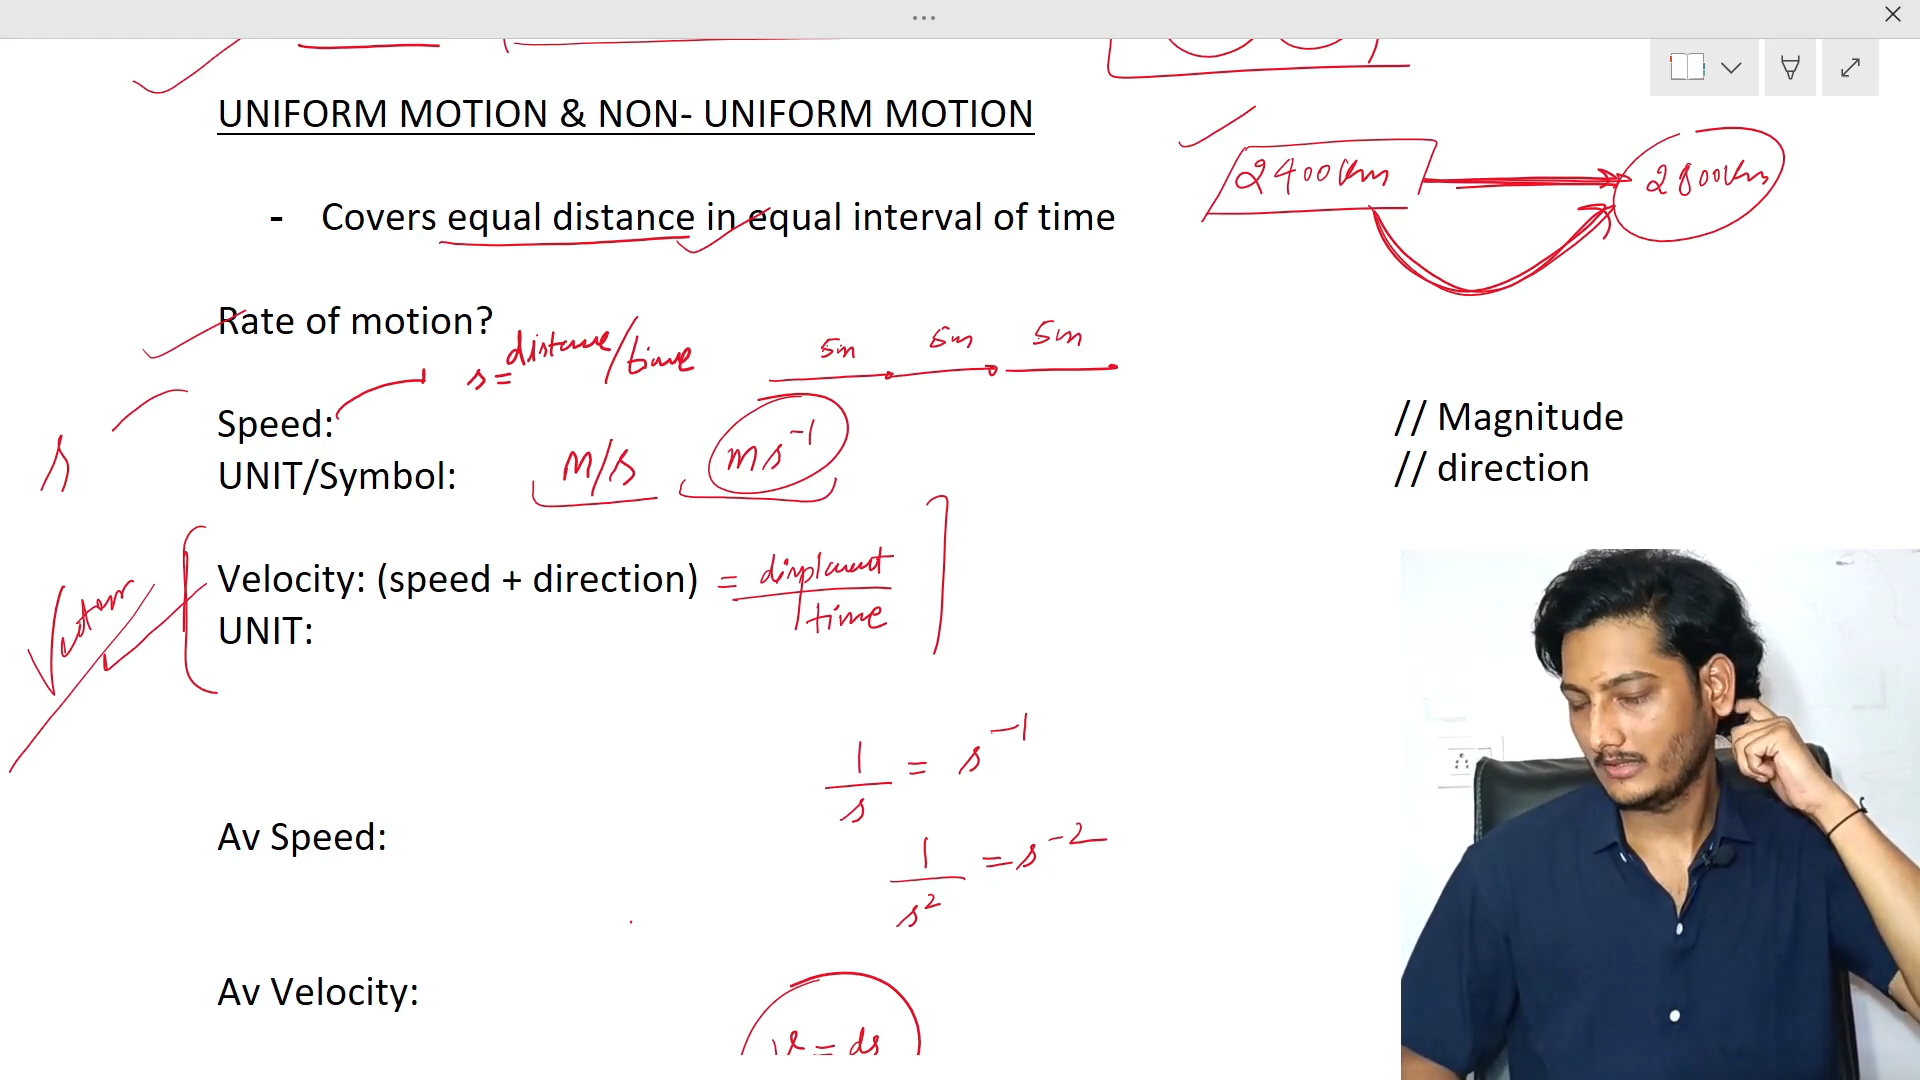 UNIFORM MOTION & NON- UNIFORM MOTION
2400km
2800km
- Covers equal distance in equal interval of time
Rate of motion?
s = distance/time
5m 5m 5m
Speed:
// Magnitude
s
UNIT/Symbol: m/s ms⁻¹
// direction
Velocity: (speed + direction) = displacment
time
UNIT:
Vector
1/s = s⁻¹
Av Speed:
1/s² = s⁻²
Av Velocity:
v = ds